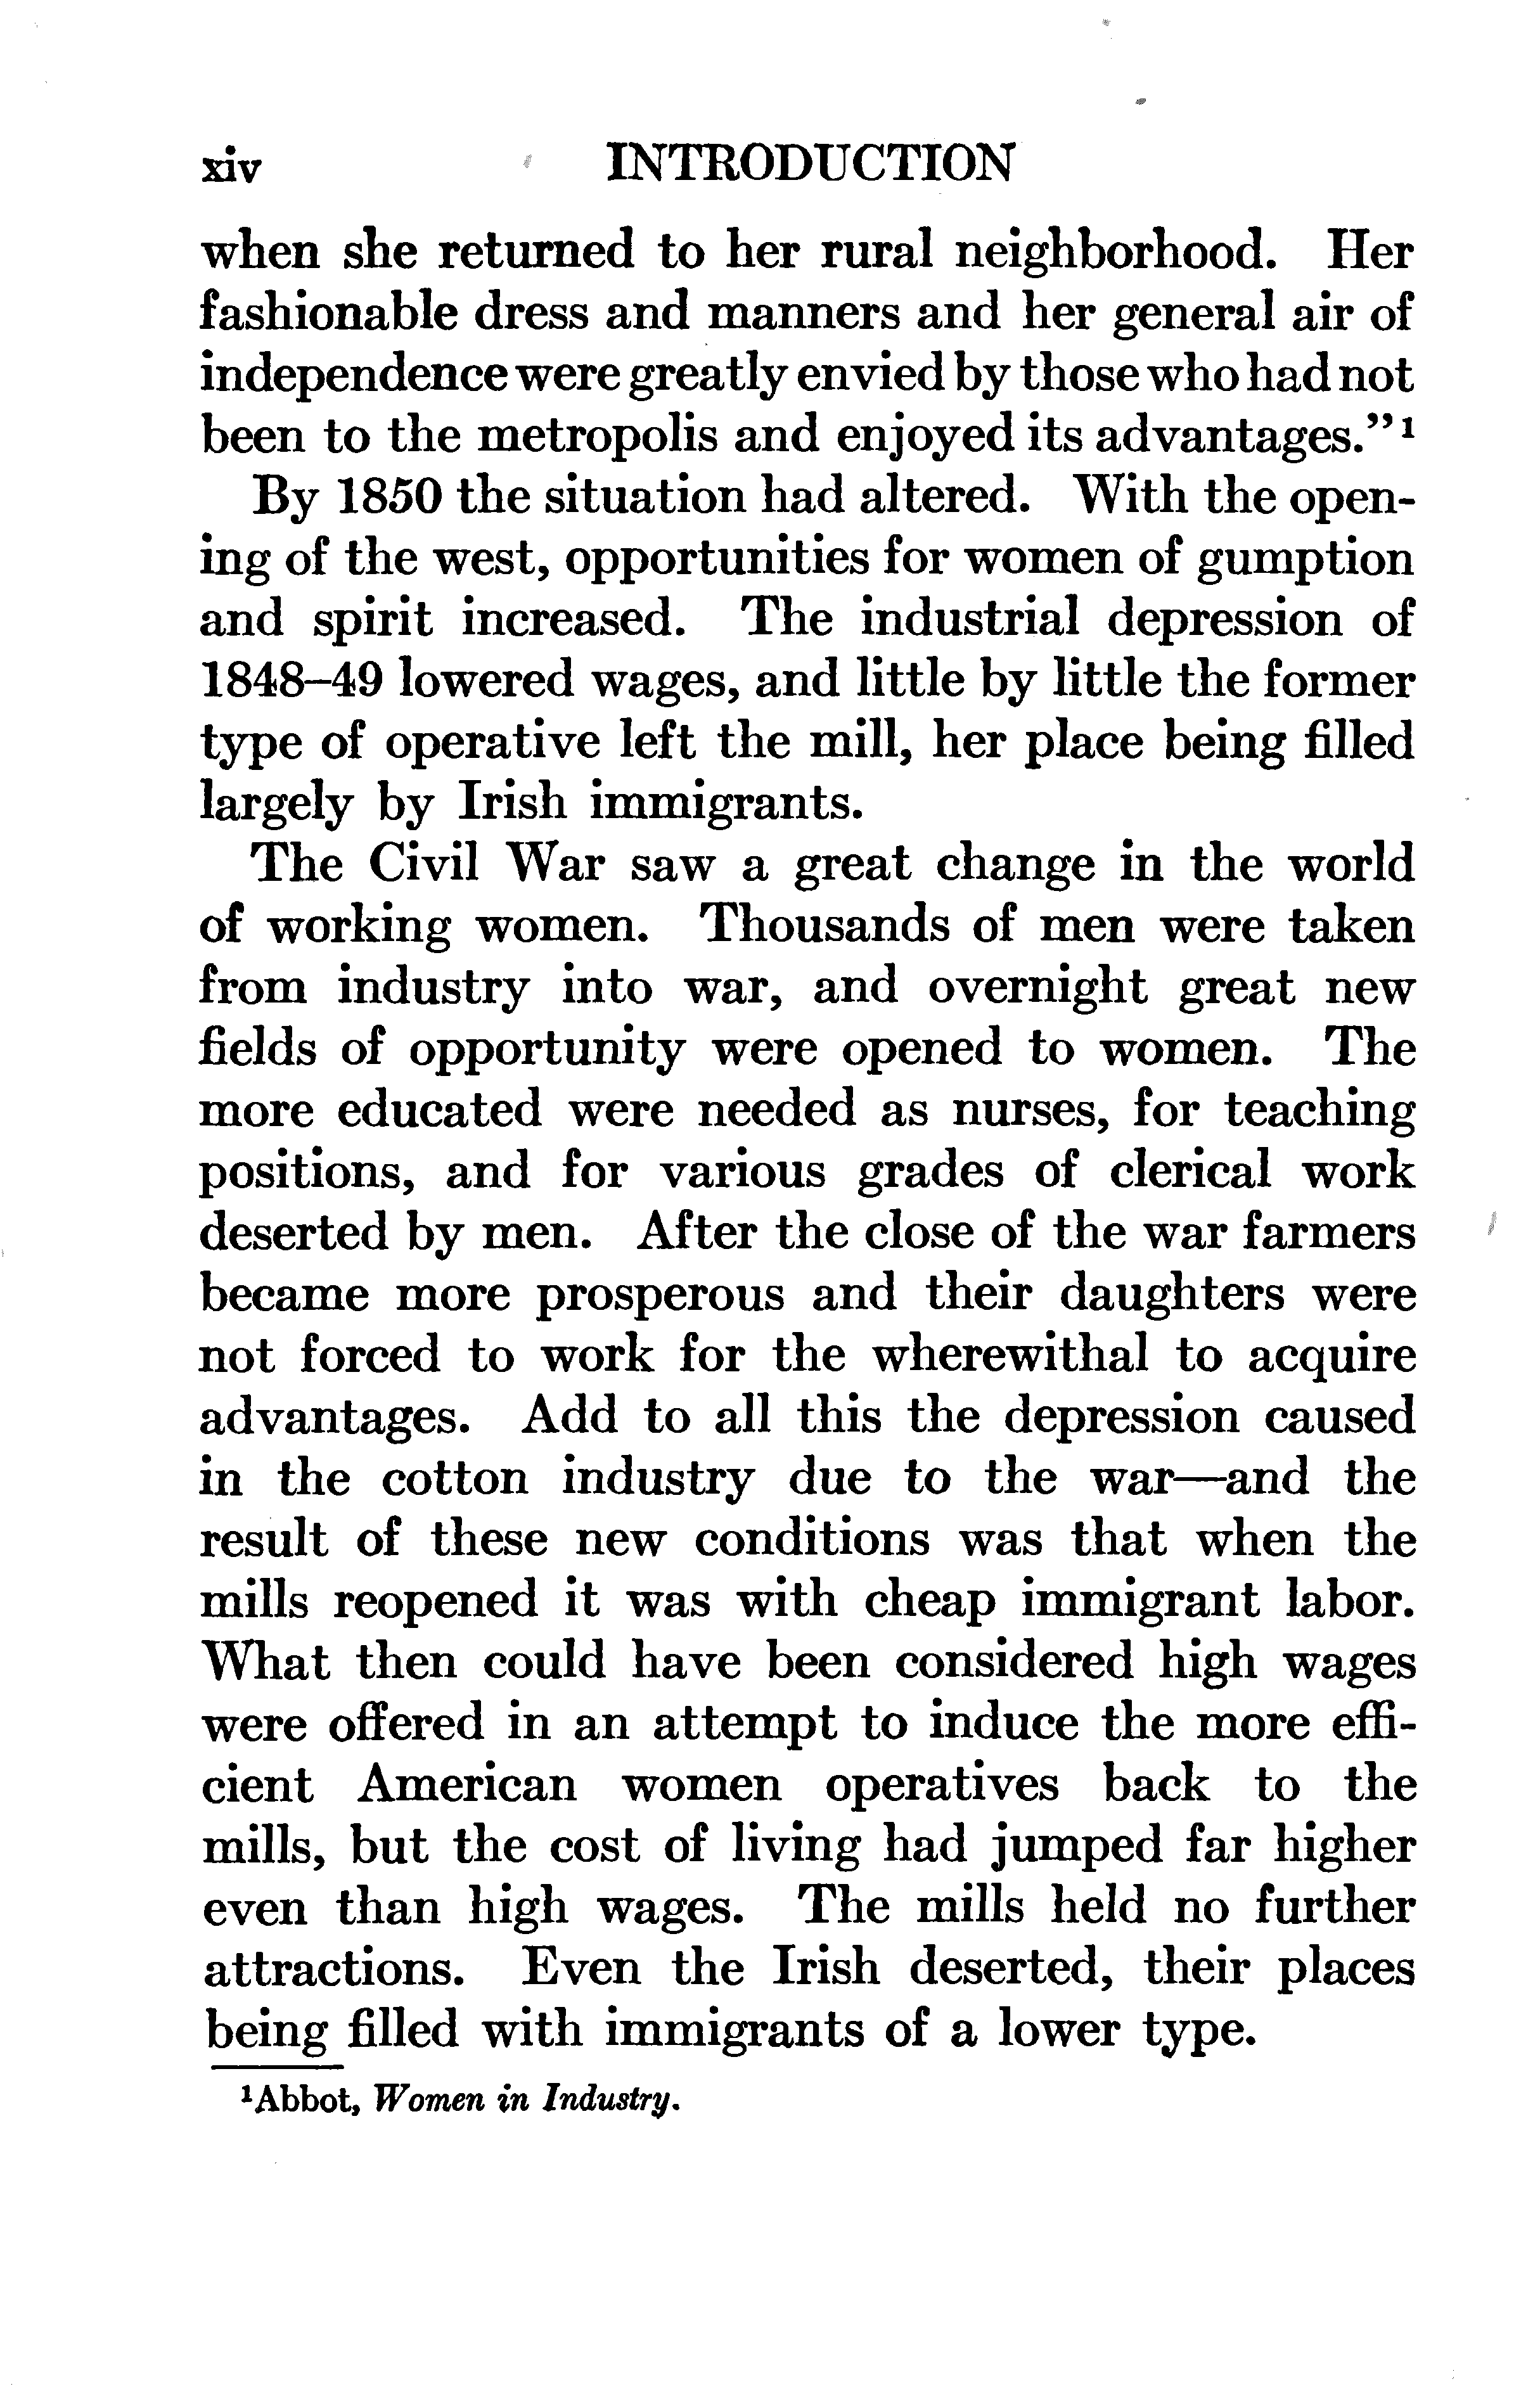 xiv INTRODUCTION
when she returned to her rural neighborhood. Her
fashionable dress and manners and her general air of
independence were greatly envied by those who had not
been to the metropolis and enjoyed its advantages.”¹
By 1850 the situation had altered. With the open-
ing of the west, opportunities for women of gumption
and spirit increased. The industrial depression of
1848–49 lowered wages, and little by little the former
type of operative left the mill, her place being filled
largely by Irish immigrants.
The Civil War saw a great change in the world
of working women. Thousands of men were taken
from industry into war, and overnight great new
fields of opportunity were opened to women. The
more educated were needed as nurses, for teaching
positions, and for various grades of clerical work
deserted by men. After the close of the war farmers
became more prosperous and their daughters were
not forced to work for the wherewithal to acquire
advantages. Add to all this the depression caused
in the cotton industry due to the war—and the
result of these new conditions was that when the
mills reopened it was with cheap immigrant labor.
What then could have been considered high wages
were offered in an attempt to induce the more effi-
cient American women operatives back to the
mills, but the cost of living had jumped far higher
even than high wages. The mills held no further
attractions. Even the Irish deserted, their places
being filled with immigrants of a lower type.
¹Abbot, Women in Industry.